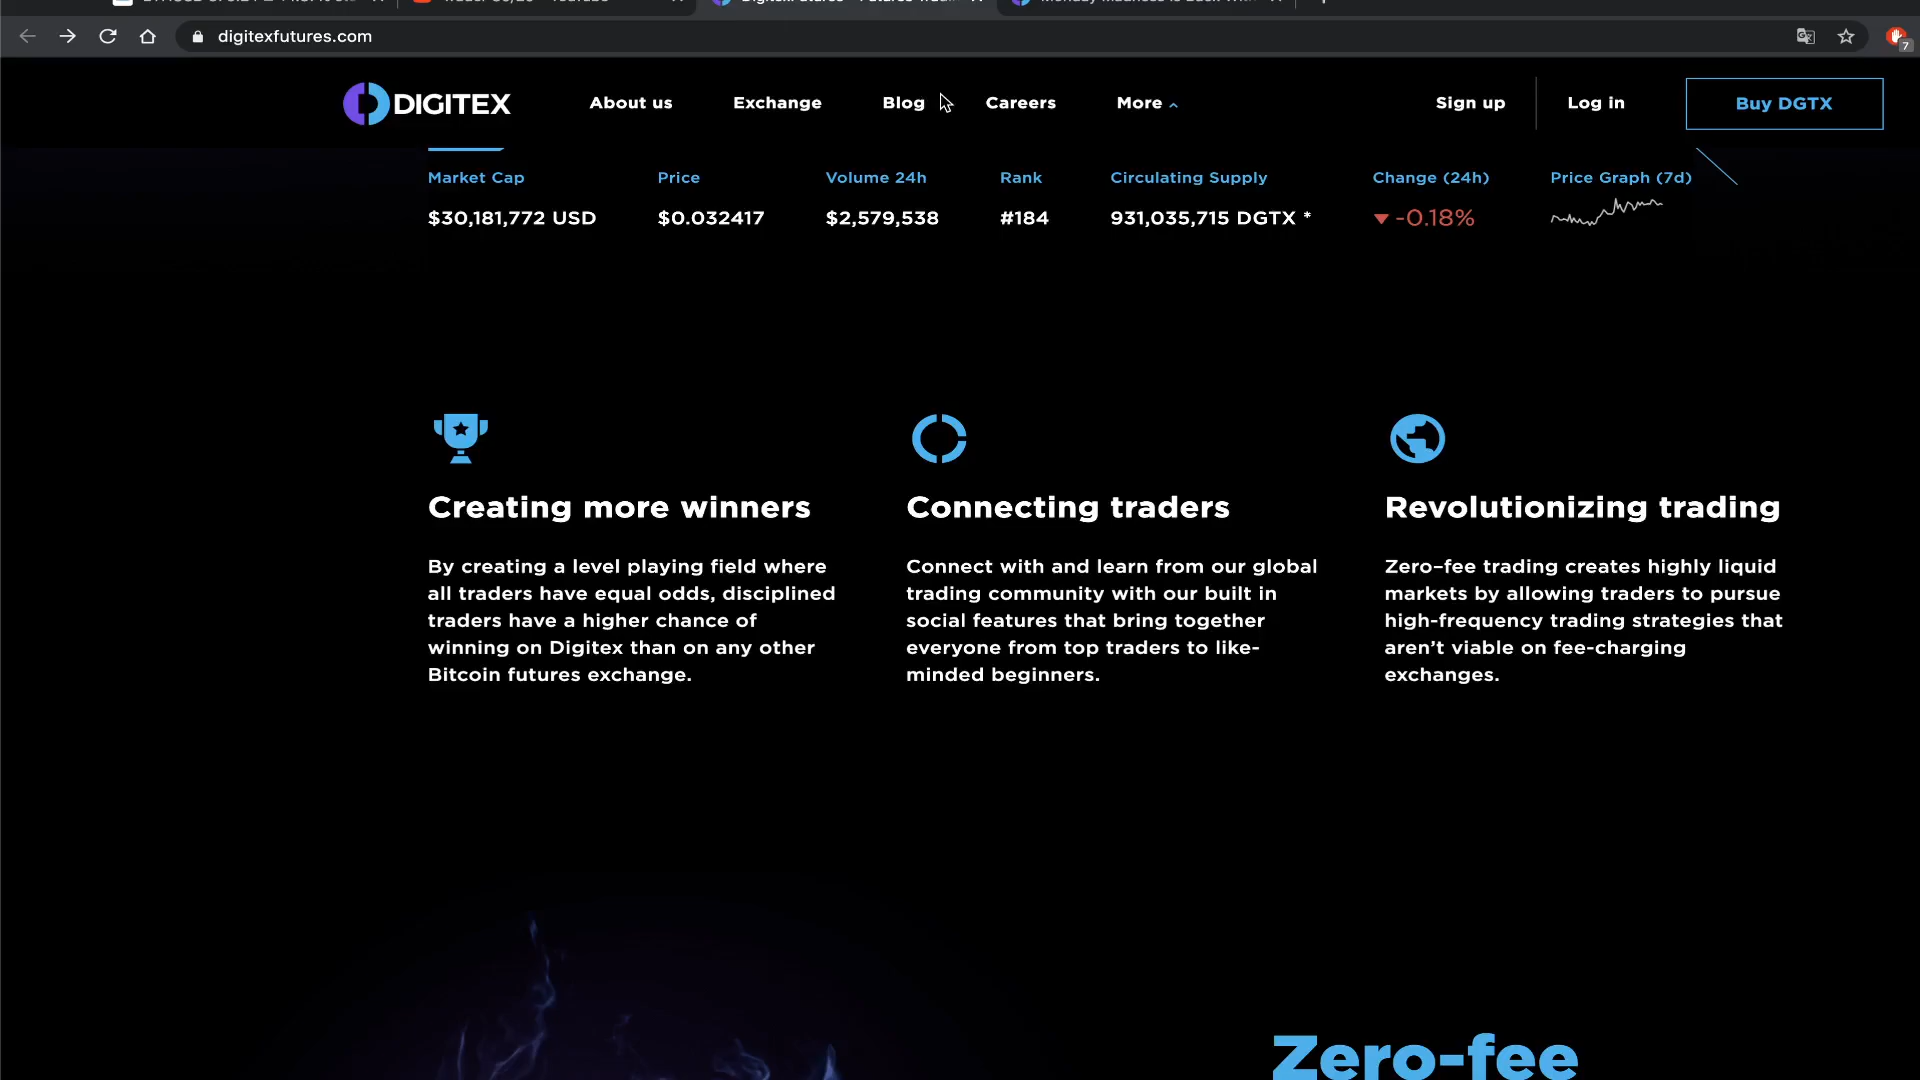 digitexfutures.com
7
DIGITEX
About us
Exchange
Blog
Careers
More
Sign up
Log in
Buy DGTX
Market Cap
Price
Volume 24h
Rank
Circulating Supply
Change (24h)
Price Graph (7d)
$30,181,772 USD
$0.032417
$2,579,538
#184
931,035,715 DGTX *
-0.18%
Creating more winners
By creating a level playing field where
all traders have equal odds, disciplined
traders have a higher chance of
winning on Digitex than on any other
Bitcoin futures exchange.
Connecting traders
Connect with and learn from our global
trading community with our built in
social features that bring together
everyone from top traders to like-
minded beginners.
Revolutionizing trading
Zero-fee trading creates highly liquid
markets by allowing traders to pursue
high-frequency trading strategies that
aren't viable on fee-charging
exchanges.
Zero-fee